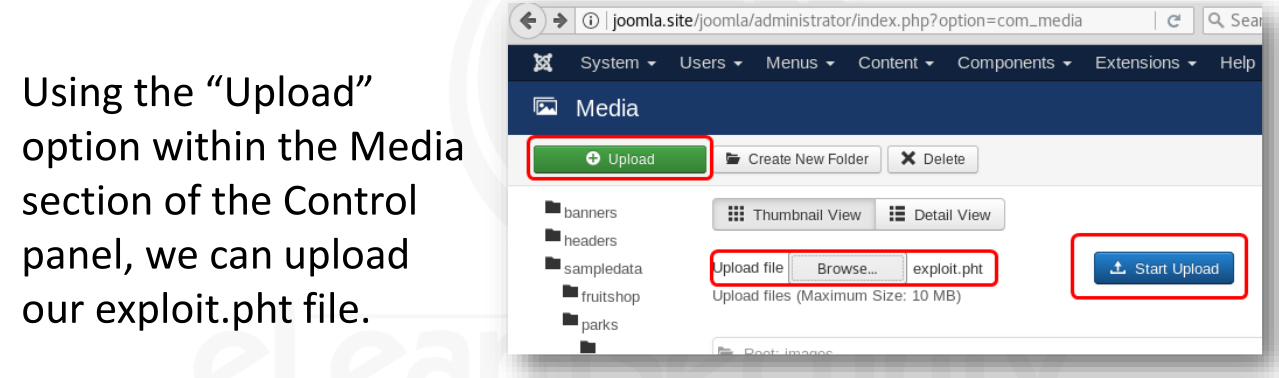 Using the “Upload”
option within the Media
section of the Control
panel, we can upload
our exploit.pht file.
joomla.site/joomla/administrator/index.php?option=com_media
System Users Menus Content Components Extensions Help
Media
Upload Create New Folder Delete
banners
headers
sampledata
fruitshop
parks
Thumbnail View Detail View
Upload file Browse... exploit.pht Start Upload
Upload files (Maximum Size: 10 MB)
Root: images